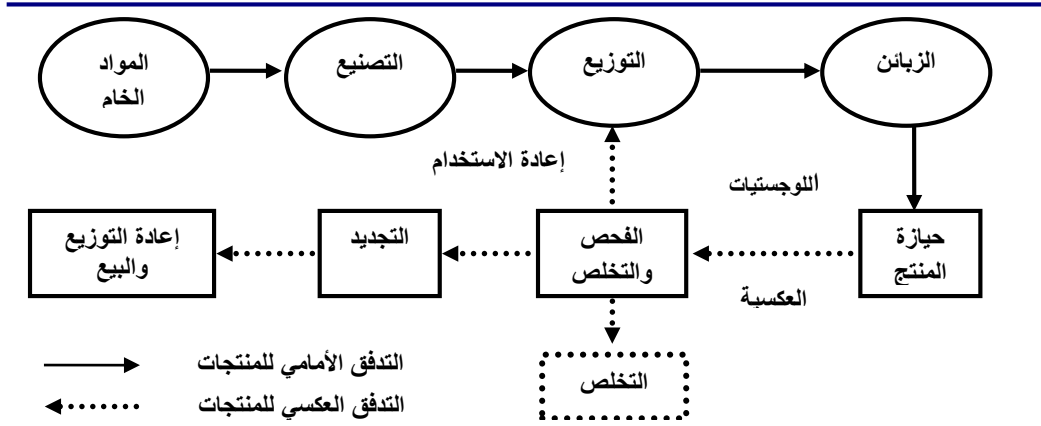 المواد
الخام
التصنيع
التوزيع
الزبائن
إعادة الاستخدام
أللوجستيات
حيازة
المنتج
الفحص
والتخلص
التجديد
إعادة التوزيع
والبيع
العكسية
التخلص
التدفق الأمامي للمنتجات
التدفق العكسي للمنتجات